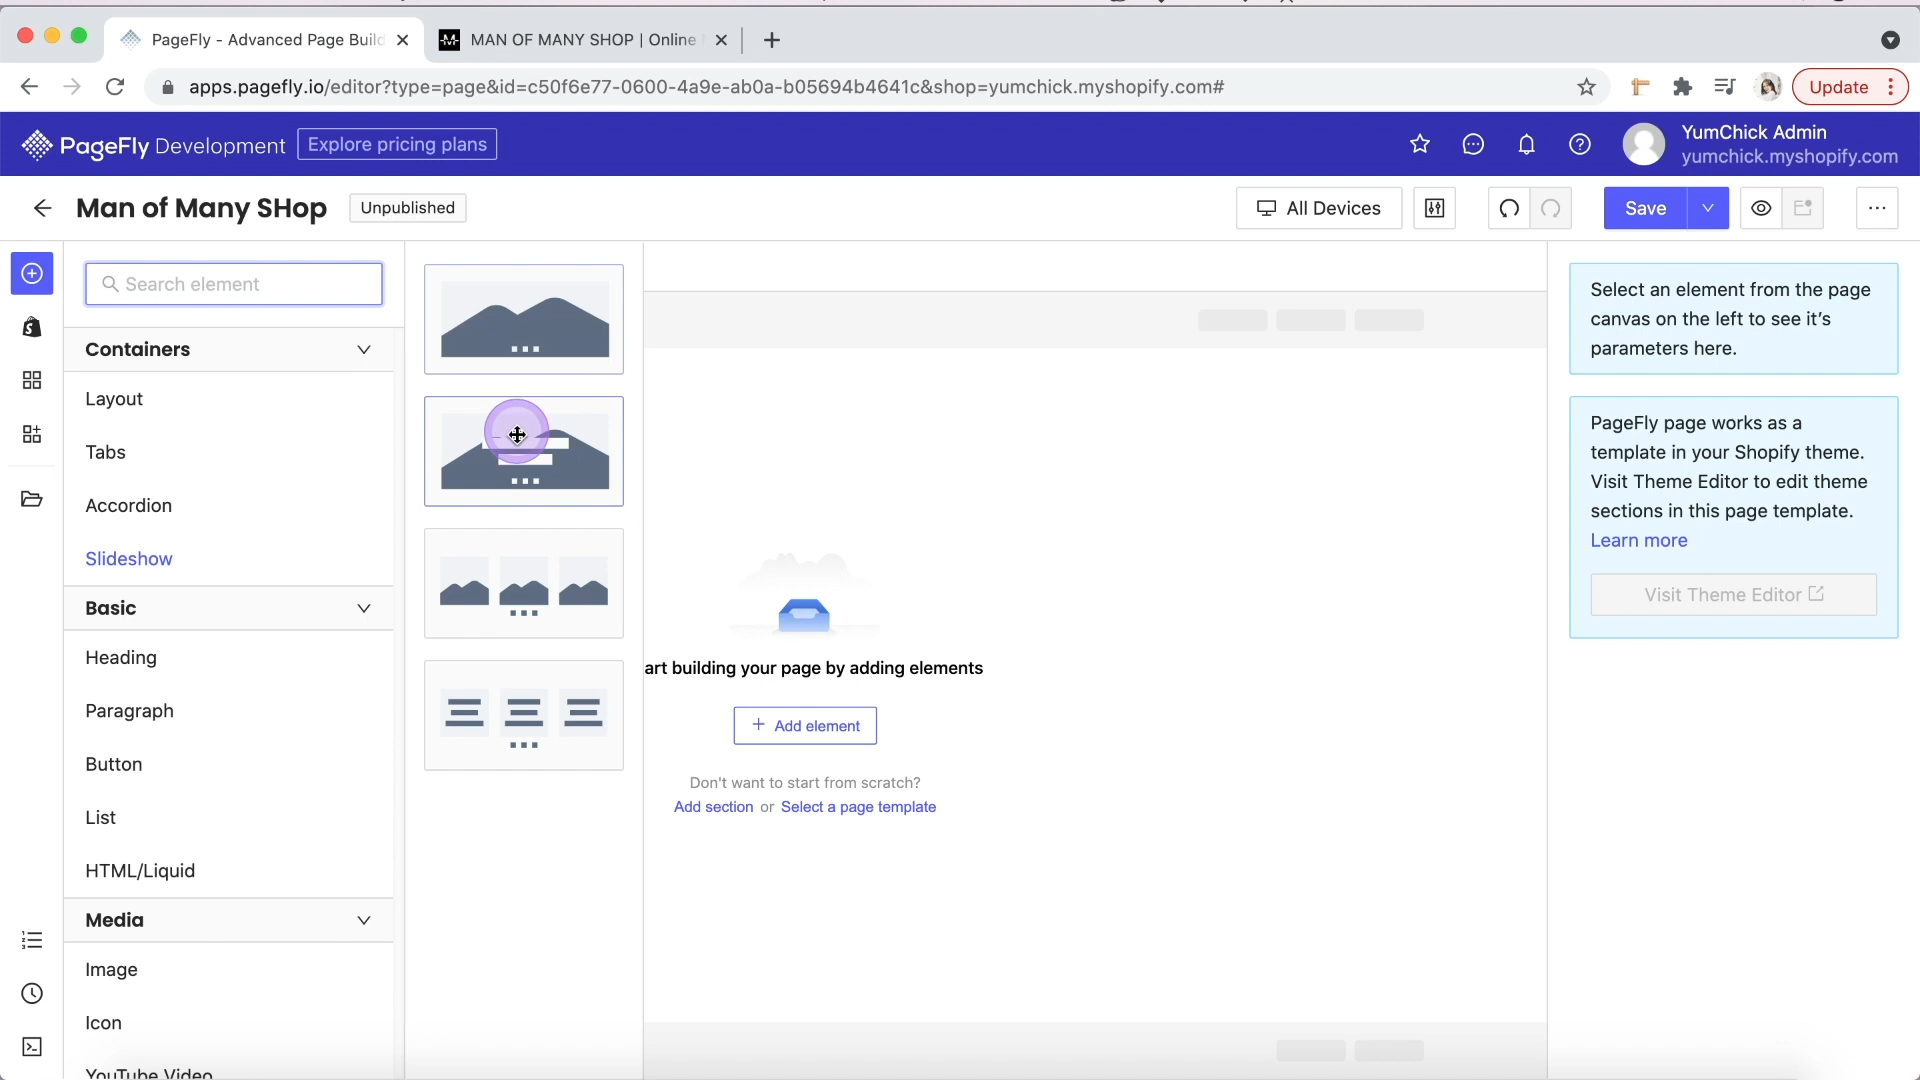 PageFly - Advanced Page Build
MAN OF MANY SHOP | Online
apps.pagefly.io/editor?type=page&id=c50f6e77-0600-4a9e-ab0a-b05694b4641c&shop=yumchick.myshopify.com#
Update
PageFly Development
Explore pricing plans
YumChick Admin
yumchick.myshopify.com
Man of Many SHop
Unpublished
All Devices
Save
Search element
Containers
Layout
Tabs
Accordion
Slideshow
Basic
Heading
Paragraph
Button
List
HTML/Liquid
Media
Image
Icon
YouTube Video
art building your page by adding elements
+ Add element
Don't want to start from scratch?
Add section or Select a page template
Select an element from the page
canvas on the left to see it's
parameters here.
PageFly page works as a
template in your Shopify theme.
Visit Theme Editor to edit theme
sections in this page template.
Learn more
Visit Theme Editor